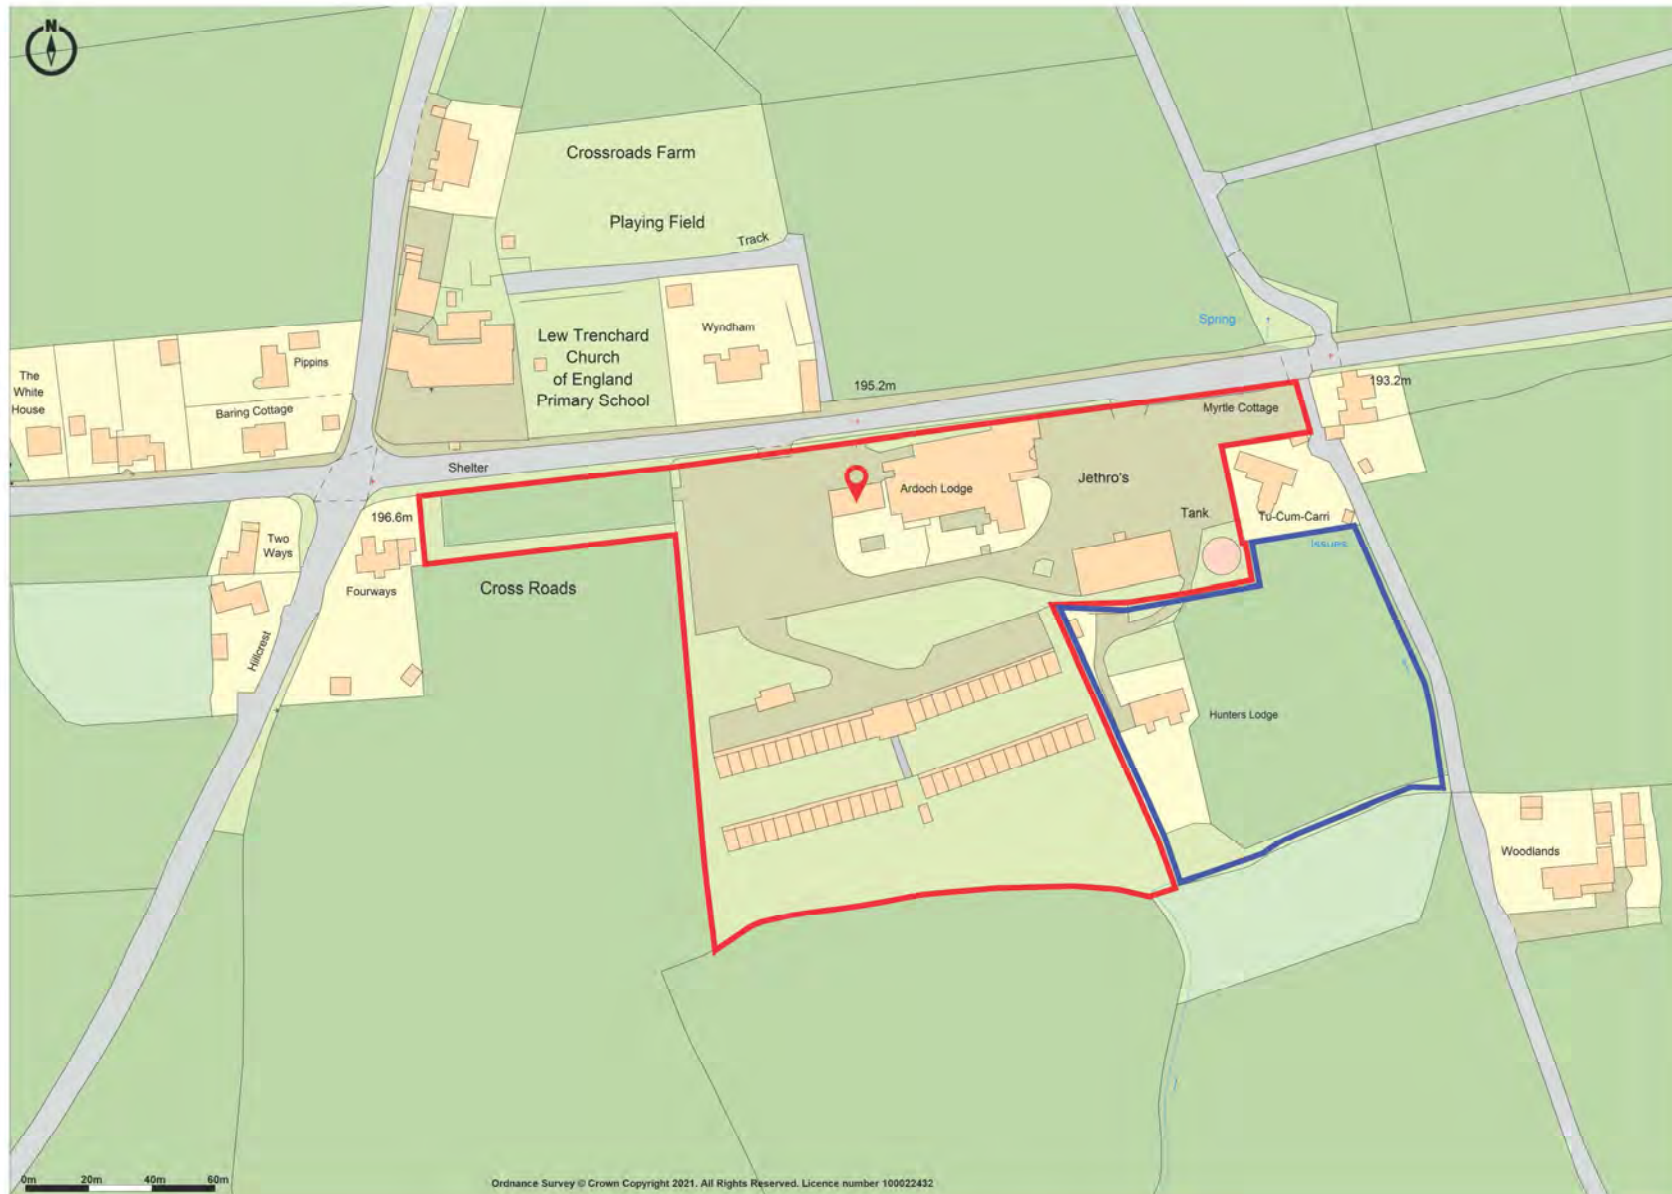 N
Crossroads Farm
Playing Field
Track
Spring
Lew Trenchard
Church
of England
Primary School
Wyndham
Pippins
The
White
House
Baring Cottage
195.2m
193.2m
Myrtle Cottage
Shelter
Ardoch Lodge
Jethro's
196.6m
Tank
Tu-Cum-Carri
Two
Ways
Issues
Fourways
Cross Roads
Hillcrest
Hunters Lodge
Woodlands
0m 20m 40m 60m
Ordnance Survey © Crown Copyright 2021. All Rights Reserved. Licence number 100022432